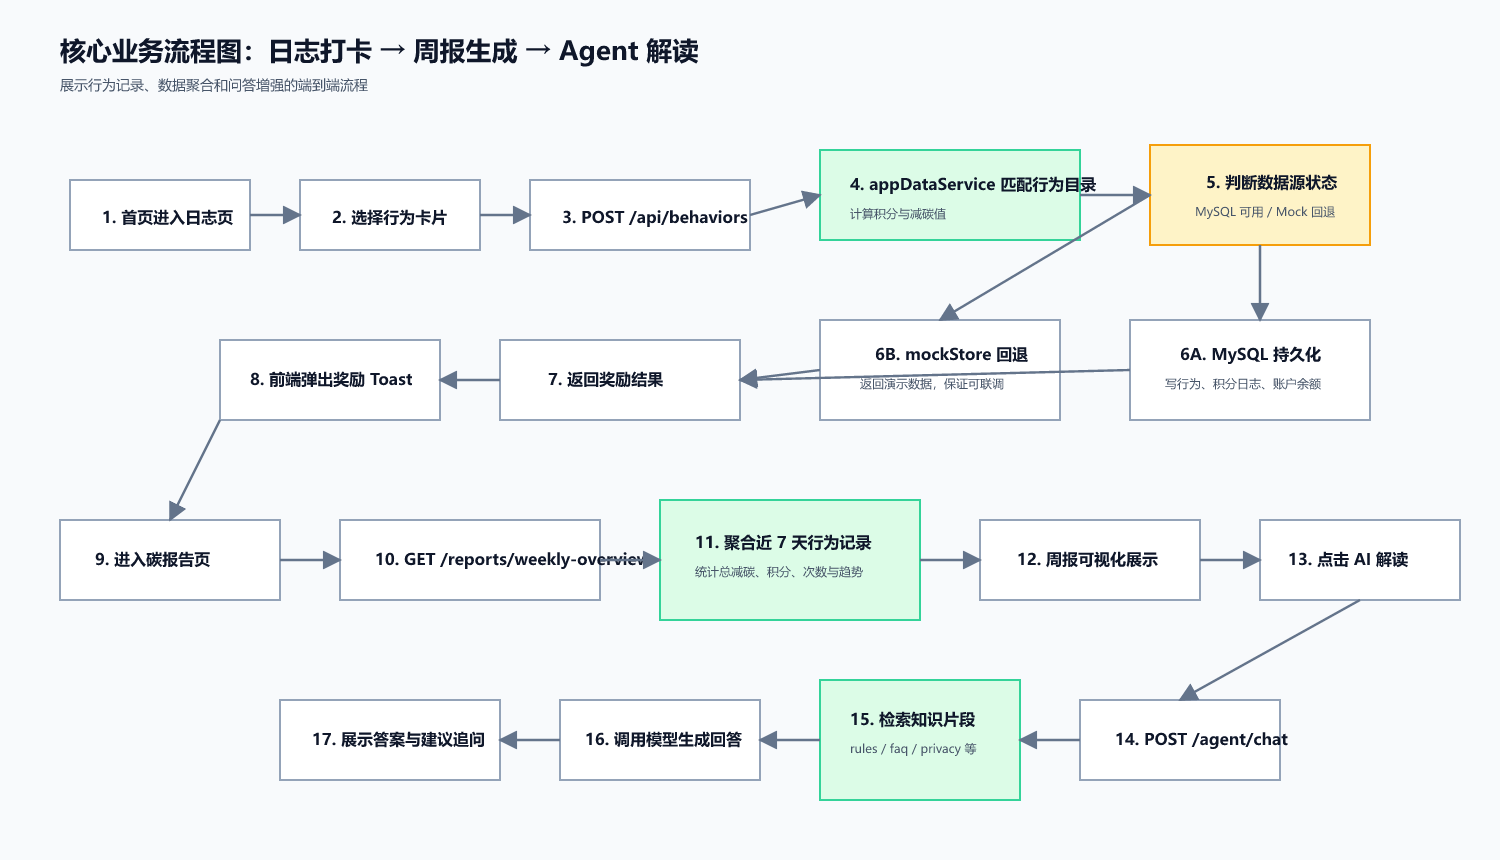 核心业务流程图：日志打卡 → 周报生成 → Agent 解读
展示行为记录、数据聚合和问答增强的端到端流程
1. 首页进入日志页
2. 选择行为卡片
3. POST /api/behaviors
4. appDataService 匹配行为目录
计算积分与减碳值
5. 判断数据源状态
MySQL 可用 / Mock 回退
8. 前端弹出奖励 Toast
7. 返回奖励结果
6B. mockStore 回退
返回演示数据，保证可联调
6A. MySQL 持久化
写行为、积分日志、账户余额
9. 进入碳报告页
10. GET /reports/weekly-overview
11. 聚合近 7 天行为记录
统计总减碳、积分、次数与趋势
12. 周报可视化展示
13. 点击 AI 解读
17. 展示答案与建议追问
16. 调用模型生成回答
15. 检索知识片段
rules / faq / privacy 等
14. POST /agent/chat